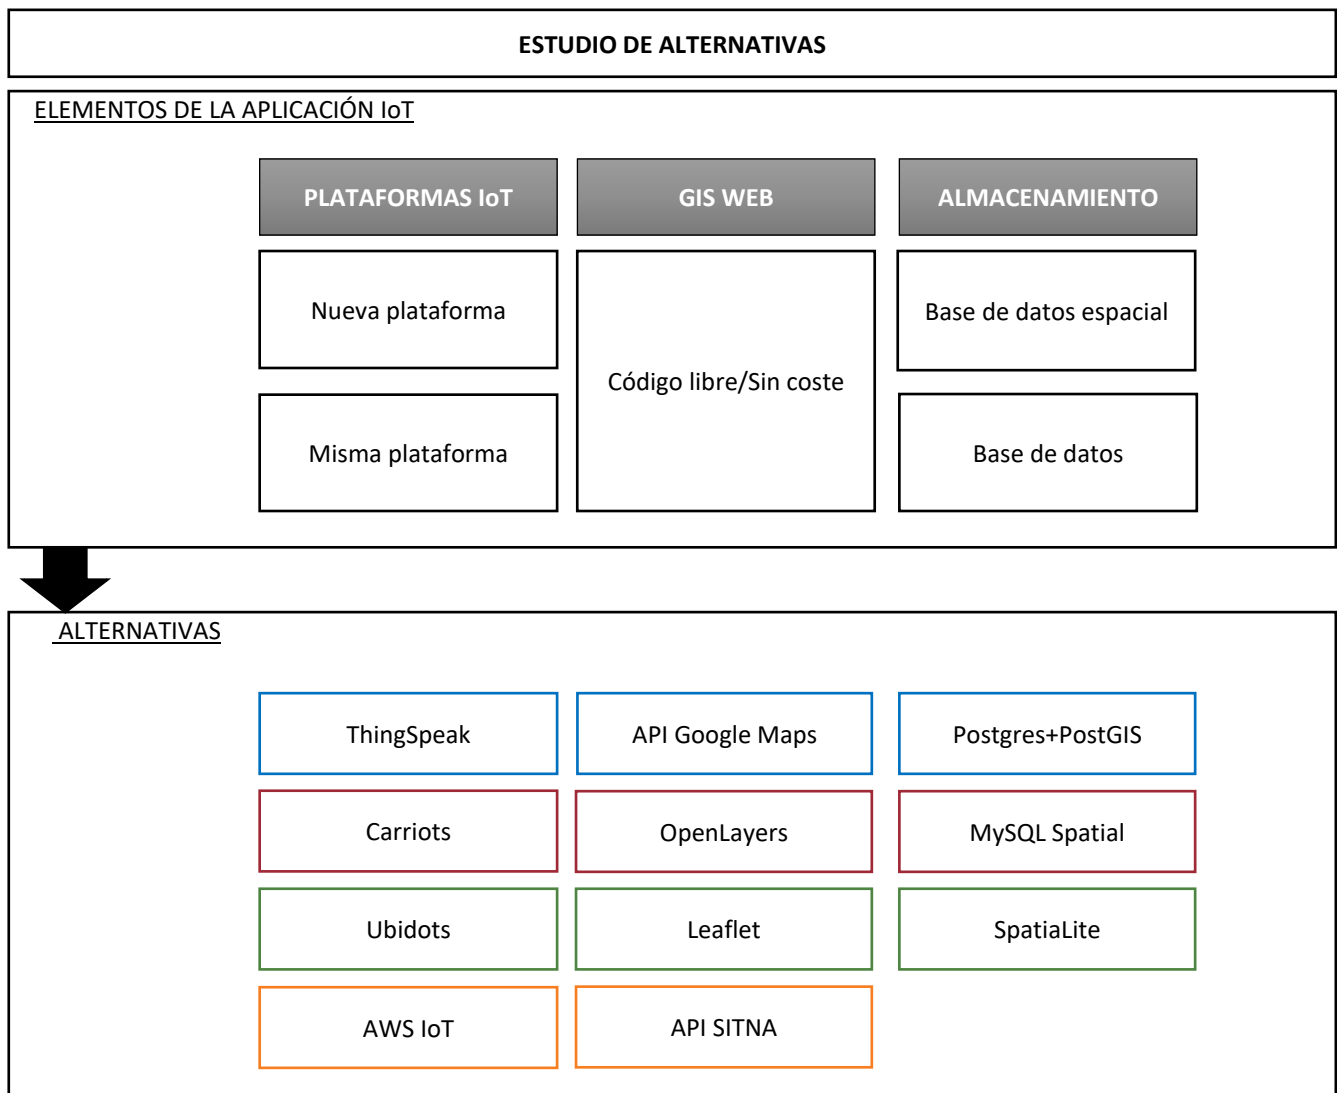 ESTUDIO DE ALTERNATIVAS
ELEMENTOS DE LA APLICACIÓN IoT
PLATAFORMAS IoT
GIS WEB
ALMACENAMIENTO
Nueva plataforma
Código libre/Sin coste
Base de datos espacial
Misma plataforma
Base de datos
ALTERNATIVAS
ThingSpeak
API Google Maps
Postgres+PostGIS
Carriots
OpenLayers
MySQL Spatial
Ubidots
Leaflet
SpatiaLite
AWS IoT
API SITNA